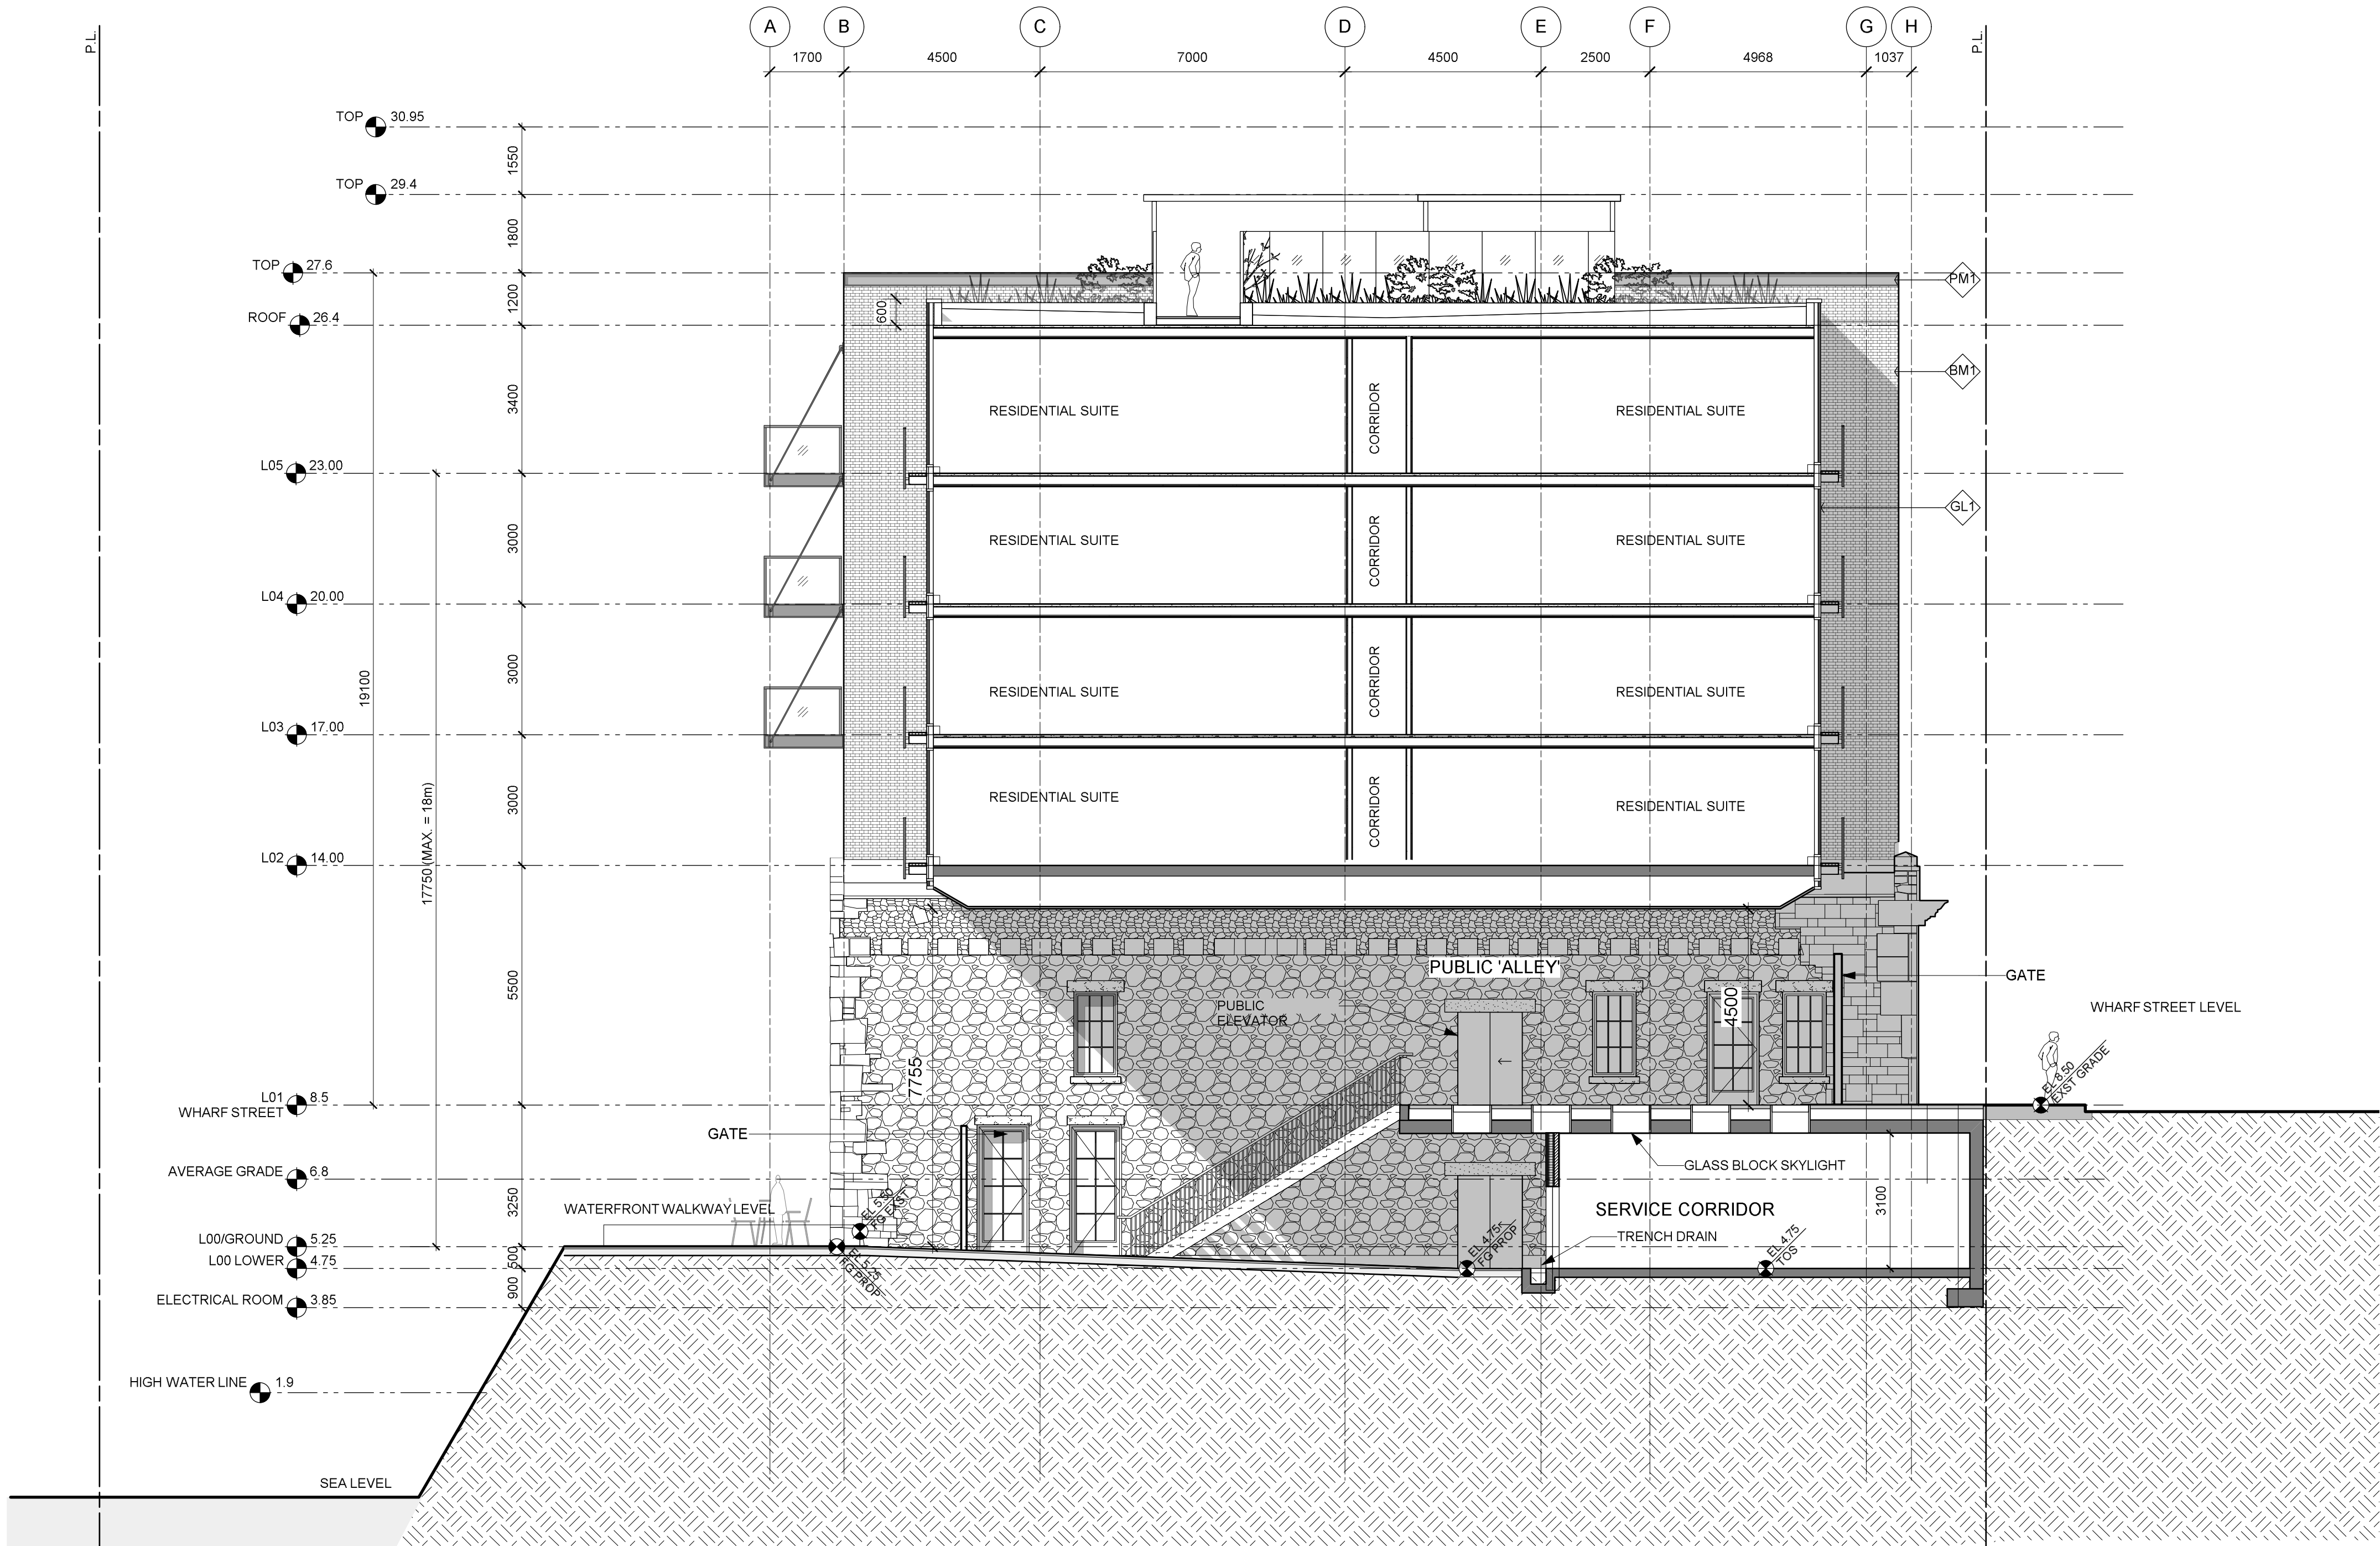 A
B
C
D
E
F
G
H
P.L.
P.L.
1700
4500
7000
4500
2500
4968
1037
TOP 30.95
1550
TOP 29.4
1800
TOP 27.6
PM1
1200
600
ROOF 26.4
BM1
3400
RESIDENTIAL SUITE
CORRIDOR
RESIDENTIAL SUITE
L05 23.00
GL1
3000
RESIDENTIAL SUITE
CORRIDOR
RESIDENTIAL SUITE
L04 20.00
19100
3000
RESIDENTIAL SUITE
CORRIDOR
RESIDENTIAL SUITE
L03 17.00
17750 (MAX. = 18m)
3000
RESIDENTIAL SUITE
CORRIDOR
RESIDENTIAL SUITE
L02 14.00
5500
PUBLIC 'ALLEY'
GATE
PUBLIC
ELEVATOR
4500
WHARF STREET LEVEL
7755
EL 8.50
EXST GRADE
L01 8.5
WHARF STREET
GATE
GLASS BLOCK SKYLIGHT
AVERAGE GRADE 6.8
3250
WATERFRONT WALKWAY LEVEL
EL 5.60
FG EXST
SERVICE CORRIDOR
3100
TRENCH DRAIN
L00/GROUND 5.25
EL 5.25
FG PROP
EL 4.75
FG PROP
EL 4.75
TOS
500
L00 LOWER 4.75
900
ELECTRICAL ROOM 3.85
HIGH WATER LINE 1.9
SEA LEVEL